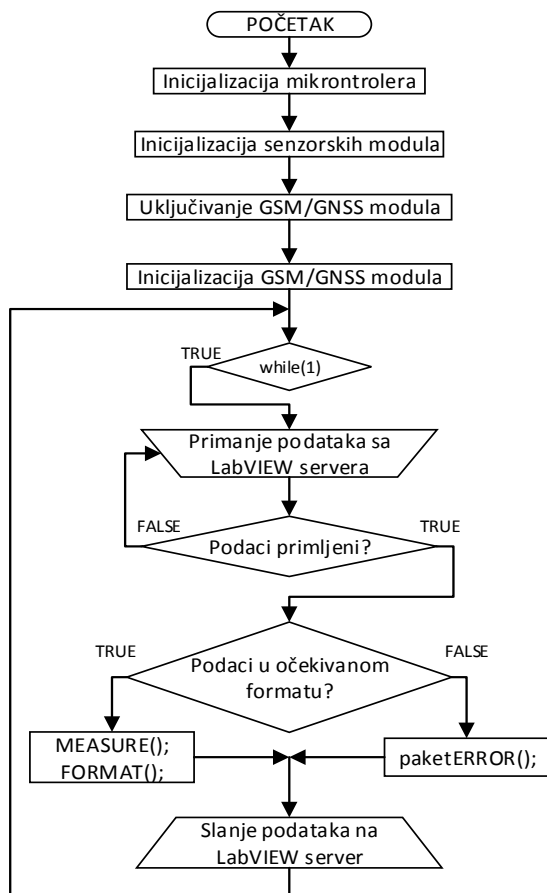 POČETAK
Inicijalizacija mikrontrolera
Inicijalizacija senzorskih modula
Uključivanje GSM/GNSS modula
Inicijalizacija GSM/GNSS modula
TRUE
while(1)
Primanje podataka sa
LabVIEW servera
FALSE
TRUE
Podaci primljeni?
TRUE
FALSE
Podaci u očekivanom
formatu?
MEASURE();
FORMAT();
paketERROR();
Slanje podataka na
LabVIEW server